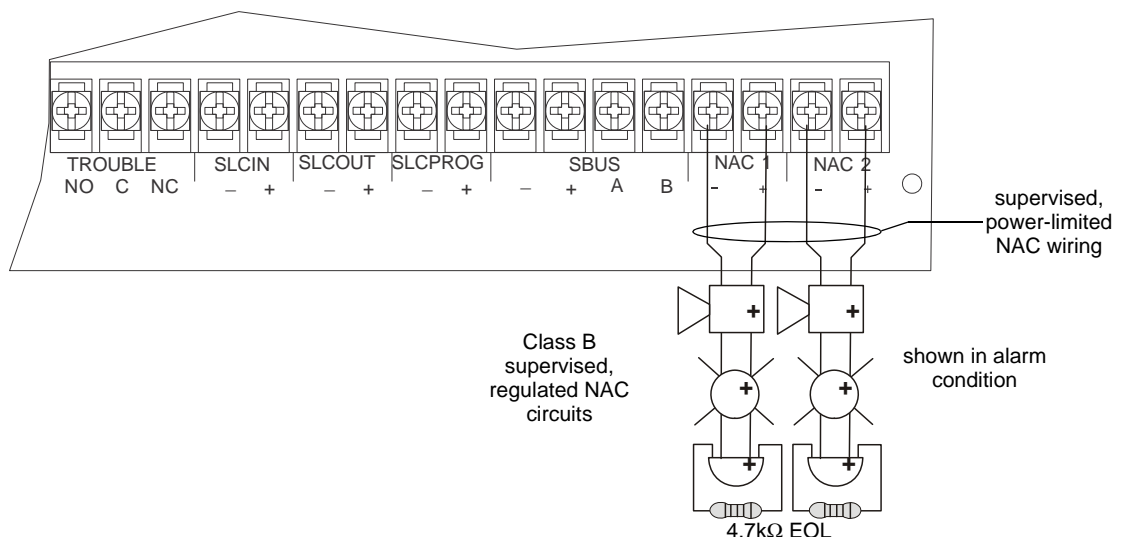 TROUBLE SLCIN SLCOUT SLCPROG SBUS NAC 1 NAC 2
NO C NC – + – + – + – + A B - + - +
supervised,
power-limited
NAC wiring
+ +
Class B
supervised,
regulated NAC
circuits
shown in alarm
condition
+ +
+ +
4.7kΩ EOL